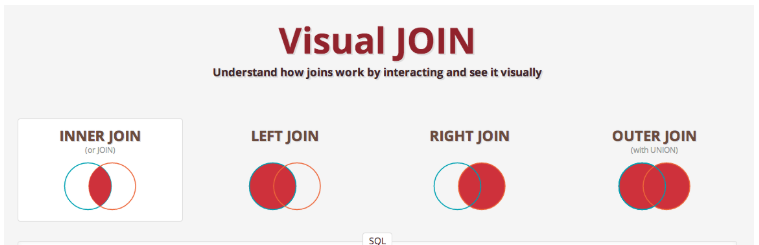 Visual JOIN
Understand how joins work by interacting and see it visually
INNER JOIN
(or JOIN)
LEFT JOIN
RIGHT JOIN
OUTER JOIN
(with UNION)
SQL